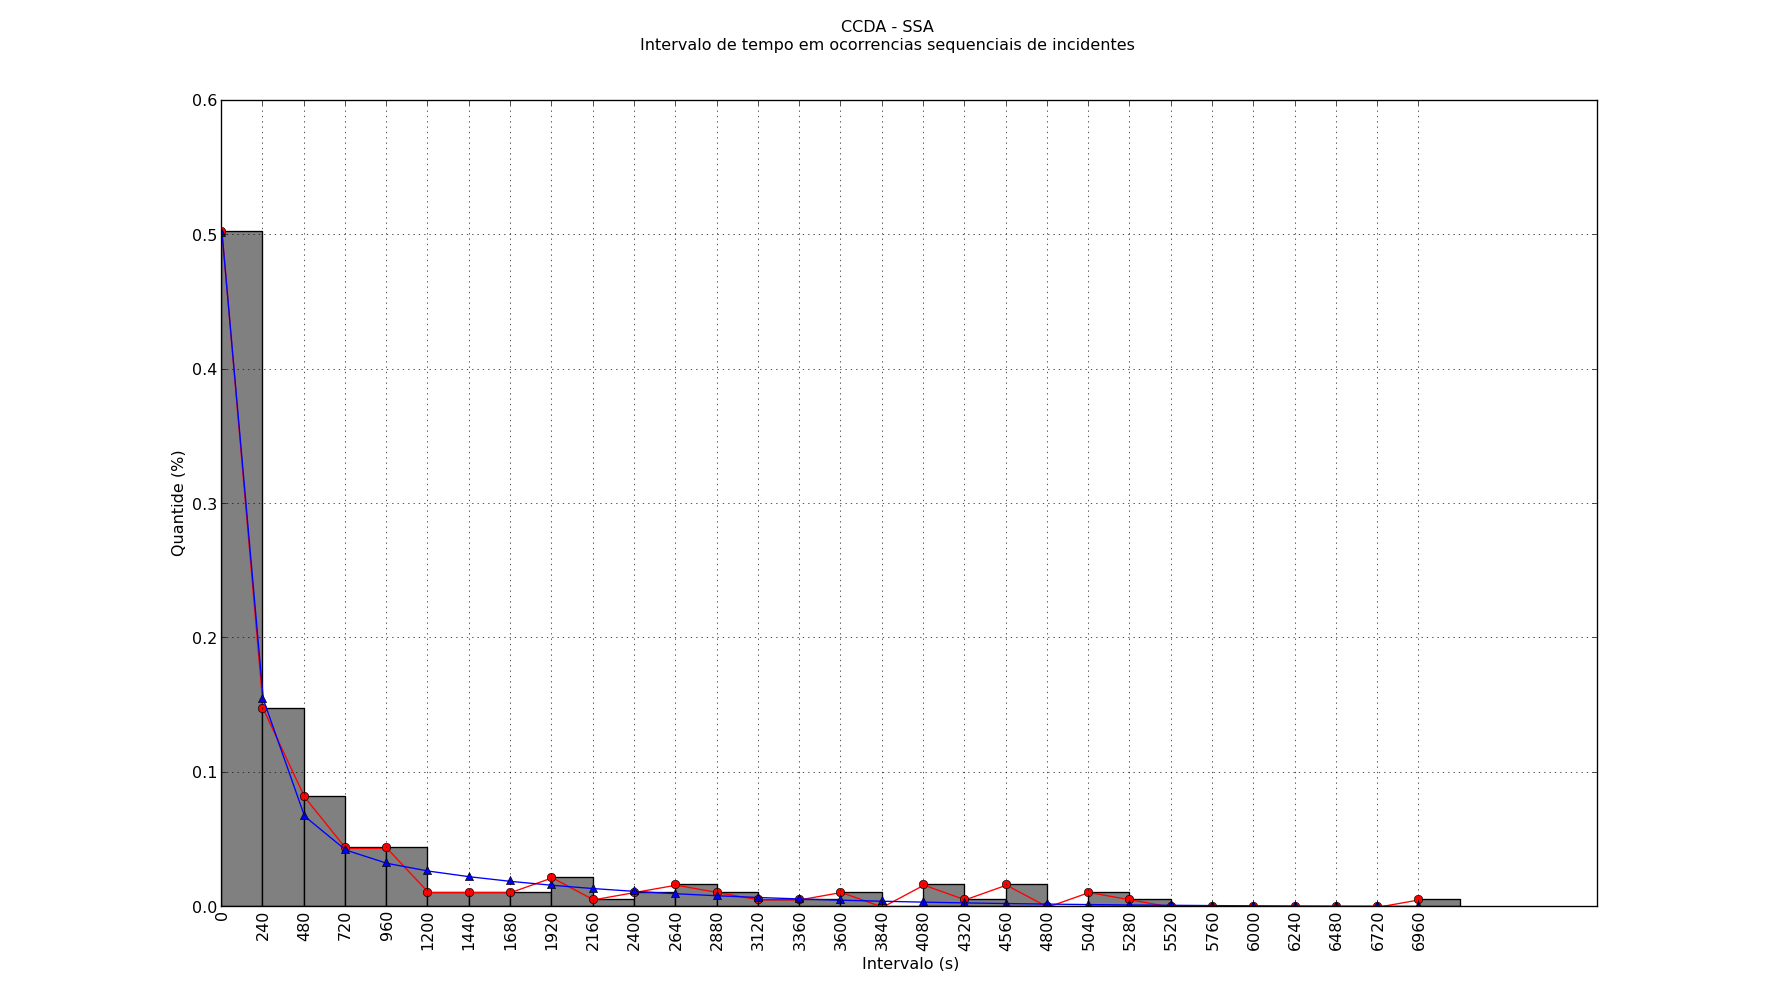 CCDA - SSA
Intervalo de tempo em ocorrencias sequenciais de incidentes
0.6
0.5
0.4
0.3
0.2
0.1
0.0
Quantide (%)
0 240 480 720 960 1200 1440 1680 1920 2160 2400 2640 2880 3120 3360 3600 3840 4080 4320 4560 4800 5040 5280 5520 5760 6000 6240 6480 6720 6960
Intervalo (s)